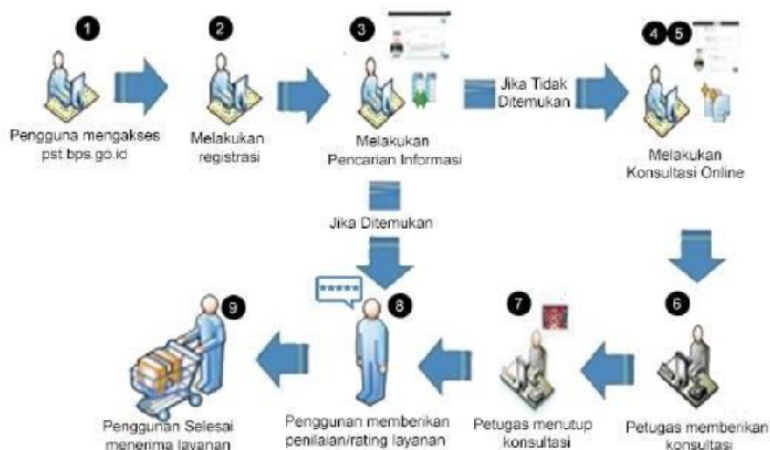 1
Pengguna mengakses
pst.bps.go.id
2
Melakukan
registrasi
3
Melakukan
Pencarian Informasi
Jika Tidak
Ditemukan
4 5
Melakukan
Konsultasi Online
Jika Ditemukan
6
Petugas memberikan
konsultasi
7
Petugas menutup
konsultasi
*****
8
Penggunan memberikan
penilaian/rating layanan
9
Penggunan Selesai
menerima layanan